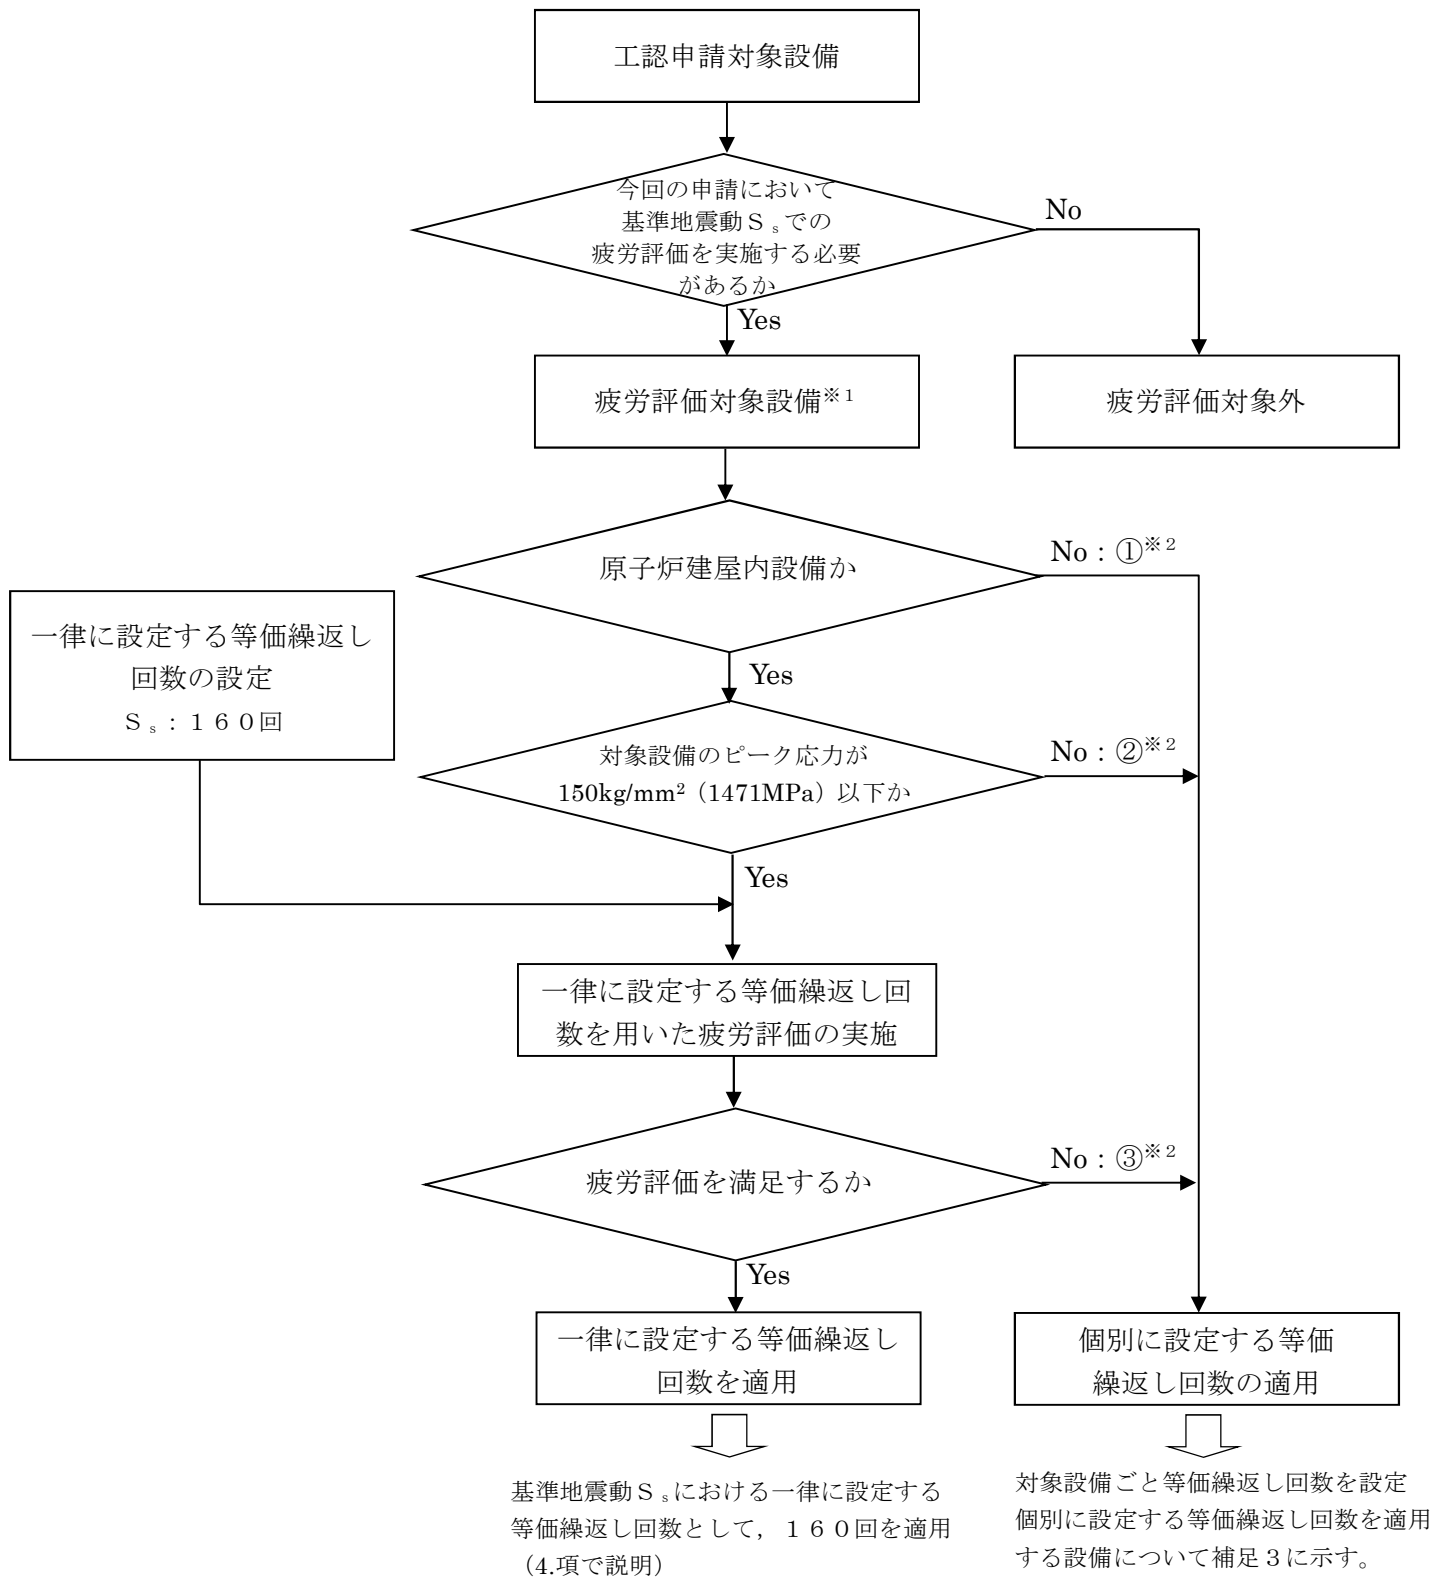 工認申請対象設備
今回の申請において
基準地震動Ｓ ｓ での
疲労評価を実施する必要
があるか
No
Yes
疲労評価対象設備※1
疲労評価対象外
原子炉建屋内設備か
No：①※２
Yes
一律に設定する等価繰返し
回数の設定
Ｓ ｓ ：１６０回
対象設備のピーク応力が
150kg/mm²（1471MPa）以下か
No：②※２
Yes
一律に設定する等価繰返し回
数を用いた疲労評価の実施
疲労評価を満足するか
No：③※２
Yes
一律に設定する等価繰返し
回数を適用
個別に設定する等価
繰返し回数の適用
基準地震動Ｓ ｓ における一律に設定する
等価繰返し回数として，１６０回を適用
（4.項で説明）
対象設備ごと等価繰返し回数を設定
個別に設定する等価繰返し回数を適用
する設備について補足３に示す。